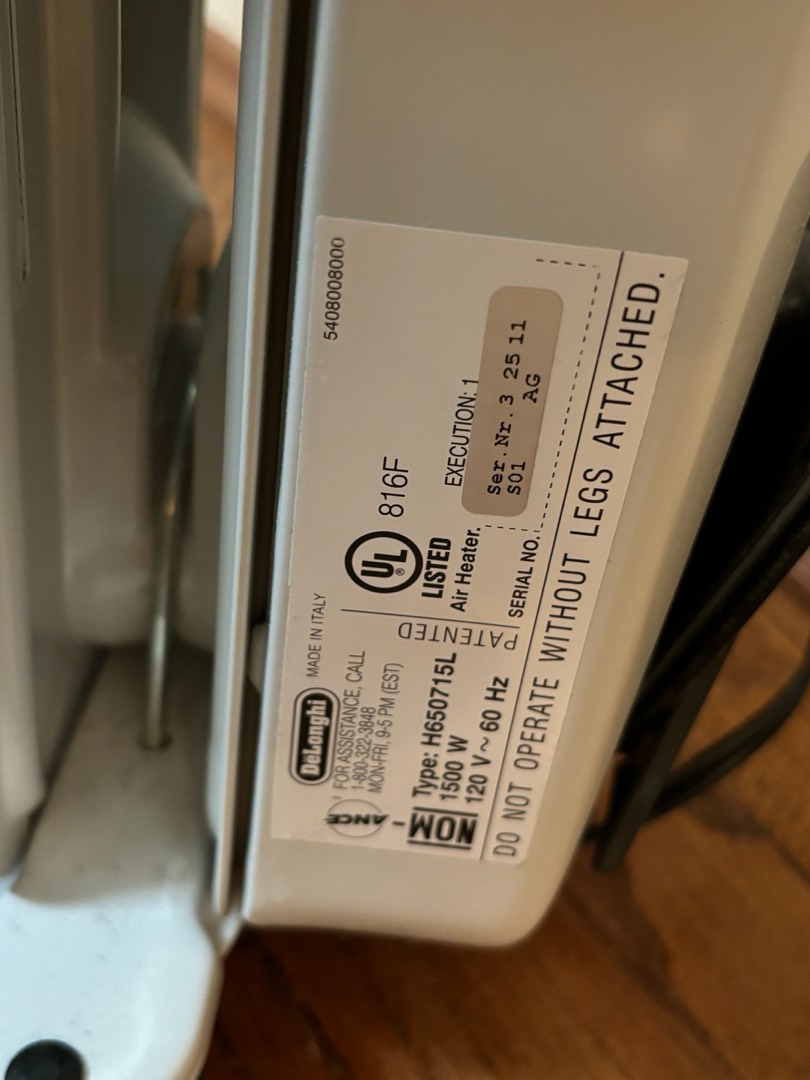 5408008000
DeLonghi
MADE IN ITALY
FOR ASSISTANCE, CALL
1-800-322-3848
MON-FRI, 9-5 PM (EST)
ANCE
NOM
Type: H650715L
1500 W
120 V~ 60 Hz
PATENTED
UL ®
816F
LISTED
Air Heater.
EXECUTION: 1
SERIAL NO.
Ser.Nr. 3 25 11
S01 AG
DO NOT OPERATE WITHOUT LEGS ATTACHED.